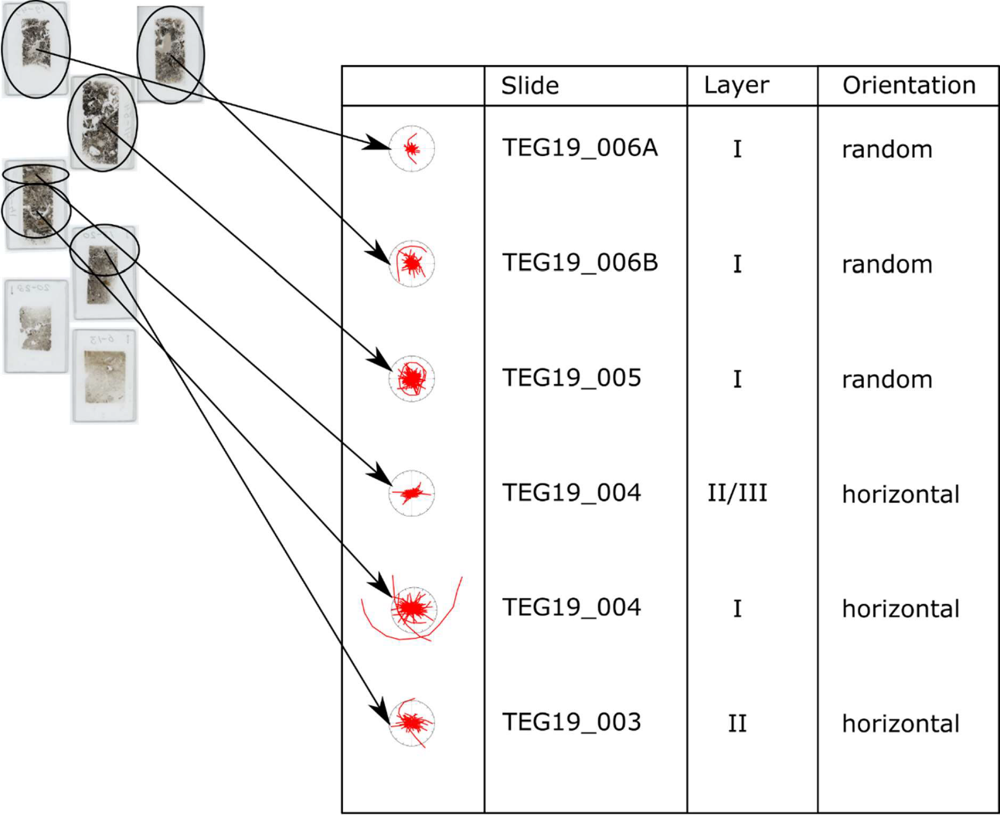 Slide Layer Orientation
TEG19_006A I random
TEG19_006B I random
TEG19_005 I random
TEG19_004 II/III horizontal
TEG19_004 I horizontal
TEG19_003 II horizontal